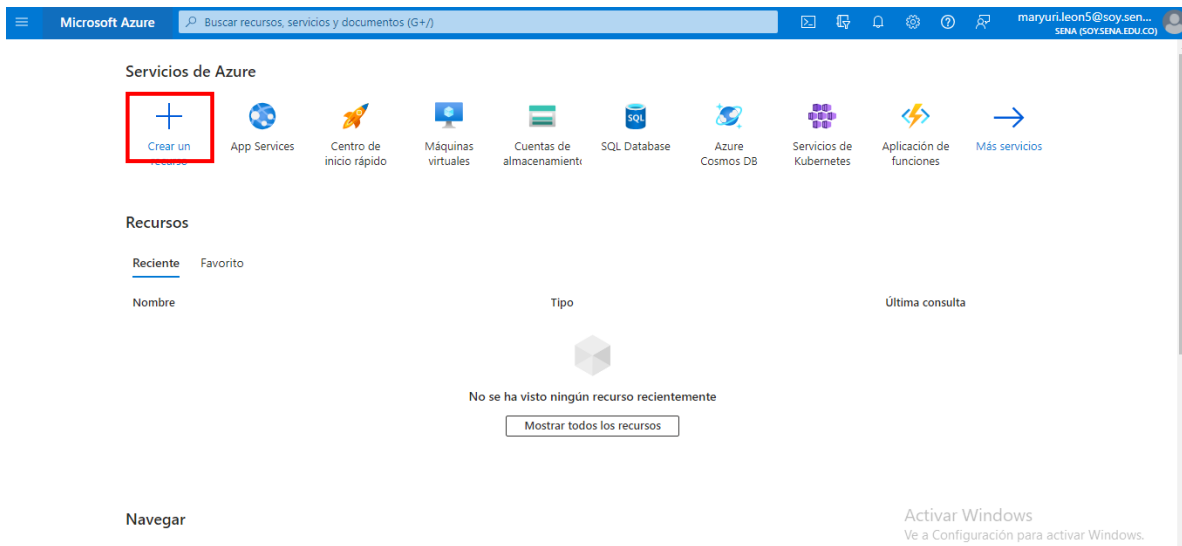 Microsoft Azure
Buscar recursos, servicios y documentos (G+/)
maryuri.leon5@soy.sen...
SENA (SOY.SENA.EDU.CO)
Servicios de Azure
Crear un
recurso
App Services
Centro de
inicio rápido
Máquinas
virtuales
Cuentas de
almacenamiento
SQL
SQL Database
Azure
Cosmos DB
Servicios de
Kubernetes
Aplicación de
funciones
Más servicios
Recursos
Reciente
Favorito
Nombre
Tipo
Última consulta
No se ha visto ningún recurso recientemente
Mostrar todos los recursos
Navegar
Activar Windows
Ve a Configuración para activar Windows.